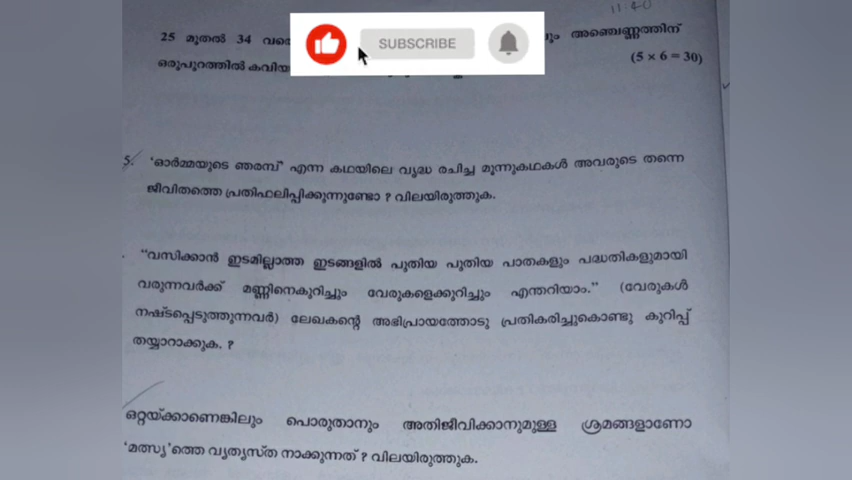 11-30
25 മുതൽ 34 വരെ
SUBSCRIBE
അഞ്ചെണ്ണത്തിന്
ഒരുപുറത്തിൽ
(5 × 6 = 30)
5. 'ഓർമ്മയുടെ ഞരമ്പ്' എന്ന കഥയിലെ വൃദ്ധ രചിച്ച മൂന്നുകഥകൾ അവരുടെ തന്നെ
ജീവിതത്തെ പ്രതിഫലിപ്പിക്കുന്നുണ്ടോ ? വിലയിരുത്തുക.
"വസിക്കാൻ ഇടമില്ലാത്ത ഇടങ്ങളിൽ പുതിയ പുതിയ പാതകളും പദ്ധതികളുമായി
വരുന്നവർക്ക് മണ്ണിനെകുറിച്ചും വേരുകളെക്കുറിച്ചും എന്തറിയാം." (വേരുകൾ
നഷ്ടപ്പെടുത്തുന്നവർ) ലേഖകന്റെ അഭിപ്രായത്തോടു പ്രതികരിച്ചുകൊണ്ടു കുറിപ്പ്
തയ്യാറാക്കുക. ?
ഒറ്റയ്ക്കാണെങ്കിലും പൊരുതാനും അതിജീവിക്കാനുമുള്ള ശ്രമങ്ങളാണോ
'മത്സ്യ'ത്തെ വ്യത്യസ്ത നാക്കുന്നത് ? വിലയിരുത്തുക.